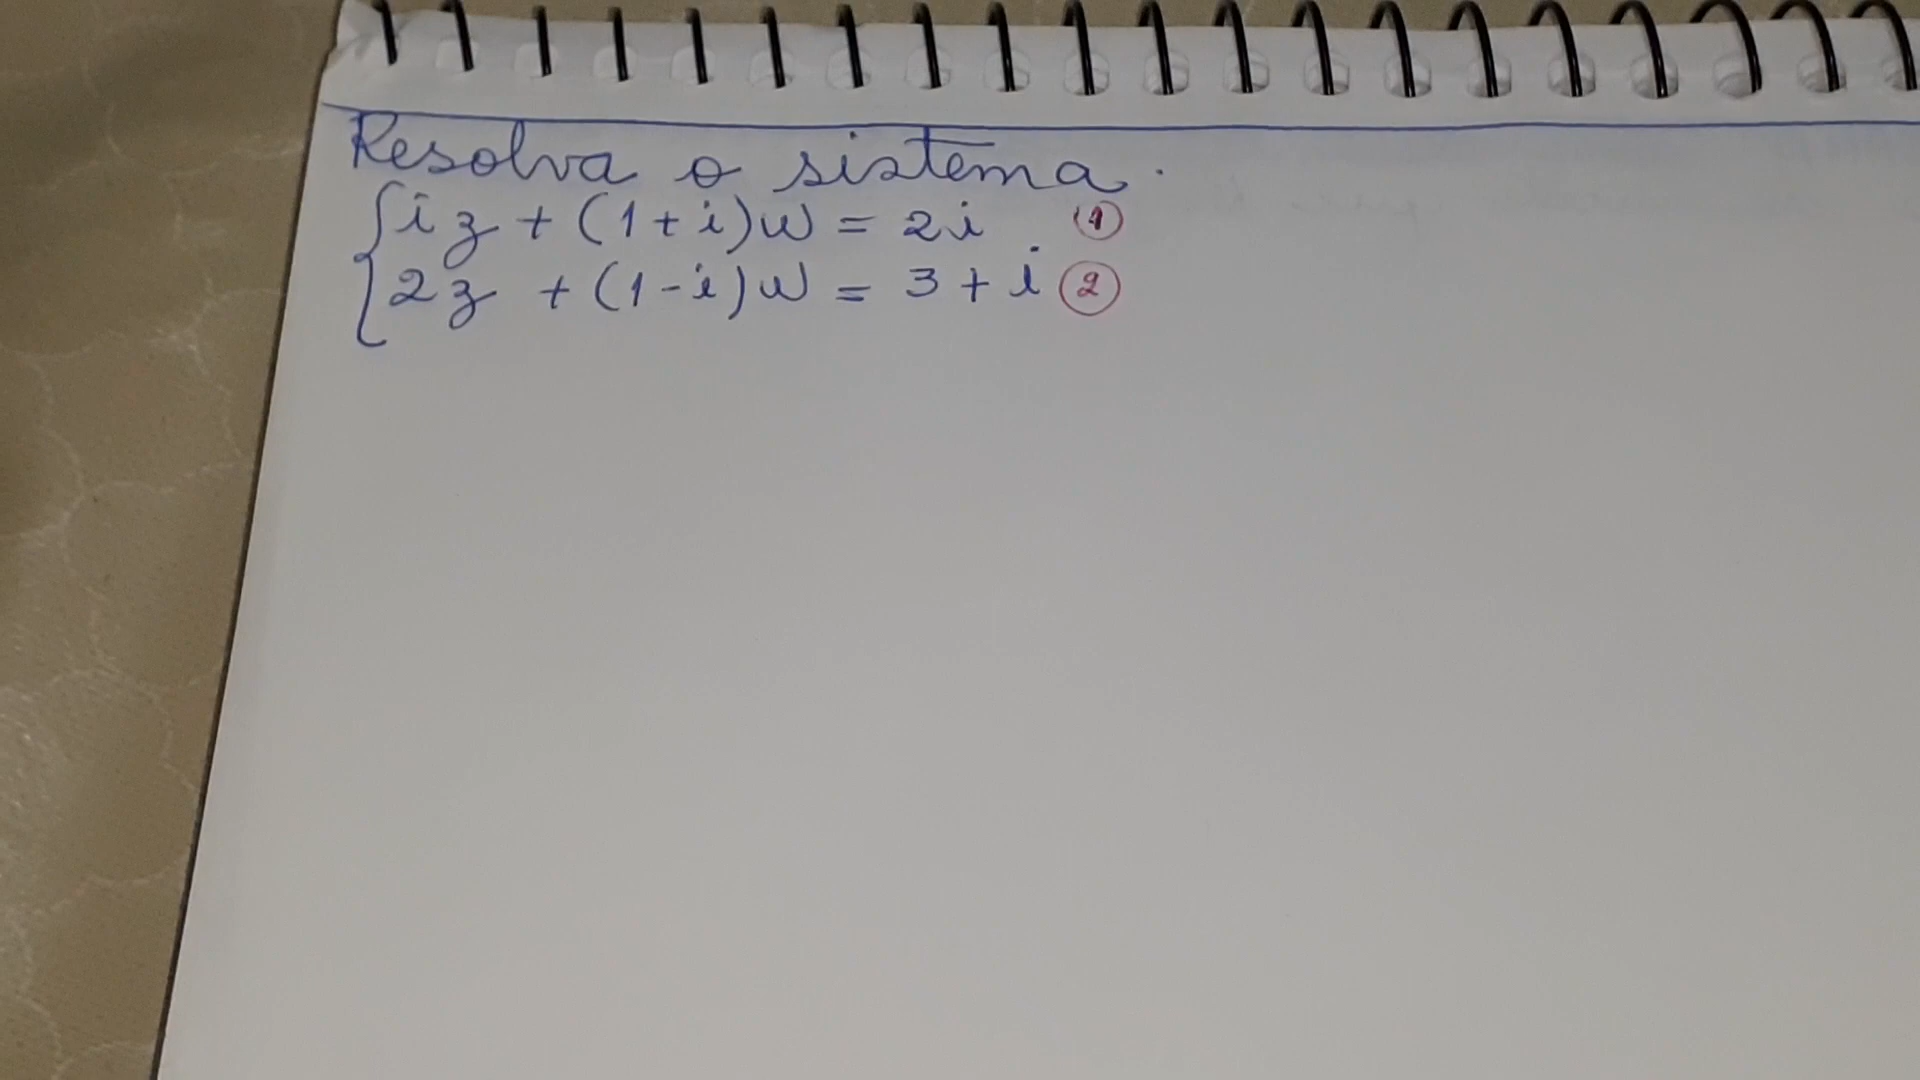 Resolva o sistema.
{ iz + (1+i)w = 2i (1)
2z + (1-i)w = 3+i (2)